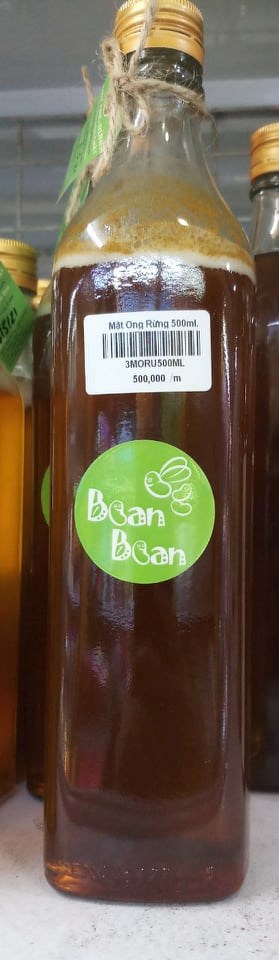 Mật Ong Rừng 500ml.
3MORU500ML
500,000 /m
Bean
Bean